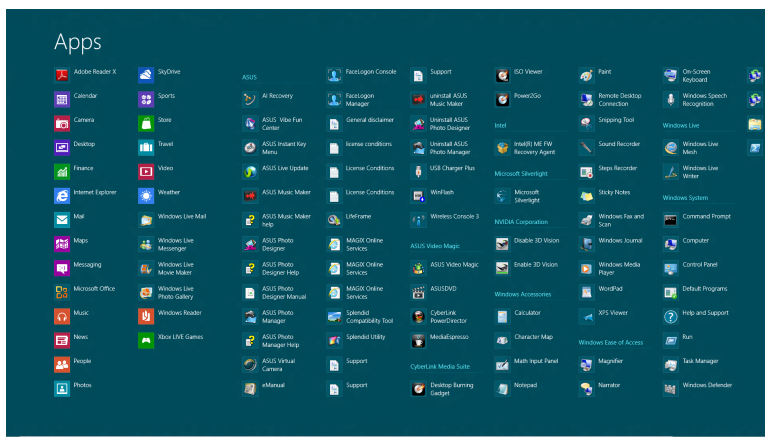 Apps
Adobe Reader X
Calendar
Camera
Desktop
Finance
Internet Explorer
Mail
Maps
Messaging
Microsoft Office
Music
News
People
Photos
SkyDrive
Sports
Store
Travel
Video
Weather
Windows Live Mail
Windows Live
Messenger
Windows Live
Movie Maker
Windows Live
Photo Gallery
Windows Reader
Xbox LIVE Games
ASUS
AI Recovery
ASUS Vibe Fun
Center
ASUS Instant Key
Menu
ASUS Live Update
ASUS Music Maker
ASUS Music Maker
help
ASUS Photo
Designer
ASUS Photo
Designer Help
ASUS Photo
Designer Manual
ASUS Photo
Manager
ASUS Photo
Manager Help
ASUS Virtual
Camera
eManual
FaceLogon Console
FaceLogon
Manager
General disclaimer
license conditions
License Conditions
License Conditions
LifeFrame
MAGIX Online
Services
MAGIX Online
Services
MAGIX Online
Services
Splendid
Compatibility Tool
Splendid Utility
Support
Support
Support
uninstall ASUS
Music Maker
Uninstall ASUS
Photo Designer
Uninstall ASUS
Photo Manager
USB Charger Plus
WinFlash
Wireless Console 3
ASUS Video Magic
ASUS Video Magic
ASUSDVD
CyberLink
PowerDirector
MediaEspresso
CyberLink Media Suite
Desktop Burning
Gadget
ISO Viewer
Power2Go
Intel
Intel(R) ME FW
Recovery Agent
Microsoft Silverlight
Microsoft
Silverlight
NVIDIA Corporation
Disable 3D Vision
Enable 3D Vision
Windows Accessories
Calculator
Character Map
Math Input Panel
Notepad
Paint
Remote Desktop
Connection
Snipping Tool
Sound Recorder
Steps Recorder
Sticky Notes
Windows Fax and
Scan
Windows Journal
Windows Media
Player
WordPad
XPS Viewer
Windows Ease of Access
Magnifier
Narrator
On-Screen
Keyboard
Windows Speech
Recognition
Windows Live
Windows Live
Mesh
Windows Live
Writer
Windows System
Command Prompt
Computer
Control Panel
Default Programs
Help and Support
Run
Task Manager
Windows Defender